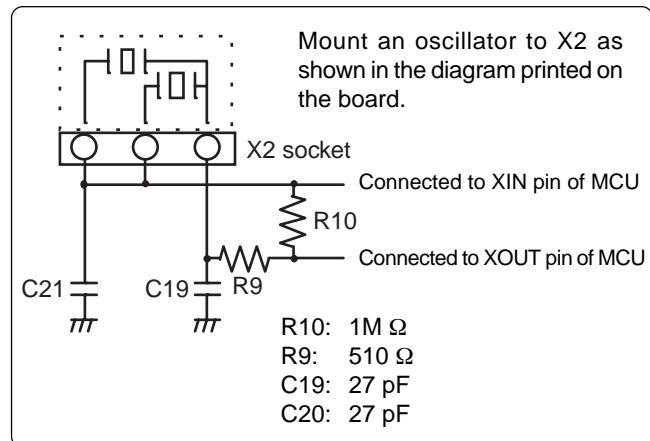 Mount an oscillator to X2 as
shown in the diagram printed on
the board.
X2 socket
Connected to XIN pin of MCU
R10
Connected to XOUT pin of MCU
C21
C19
R9
R10: 1M Ω
R9: 510 Ω
C19: 27 pF
C20: 27 pF